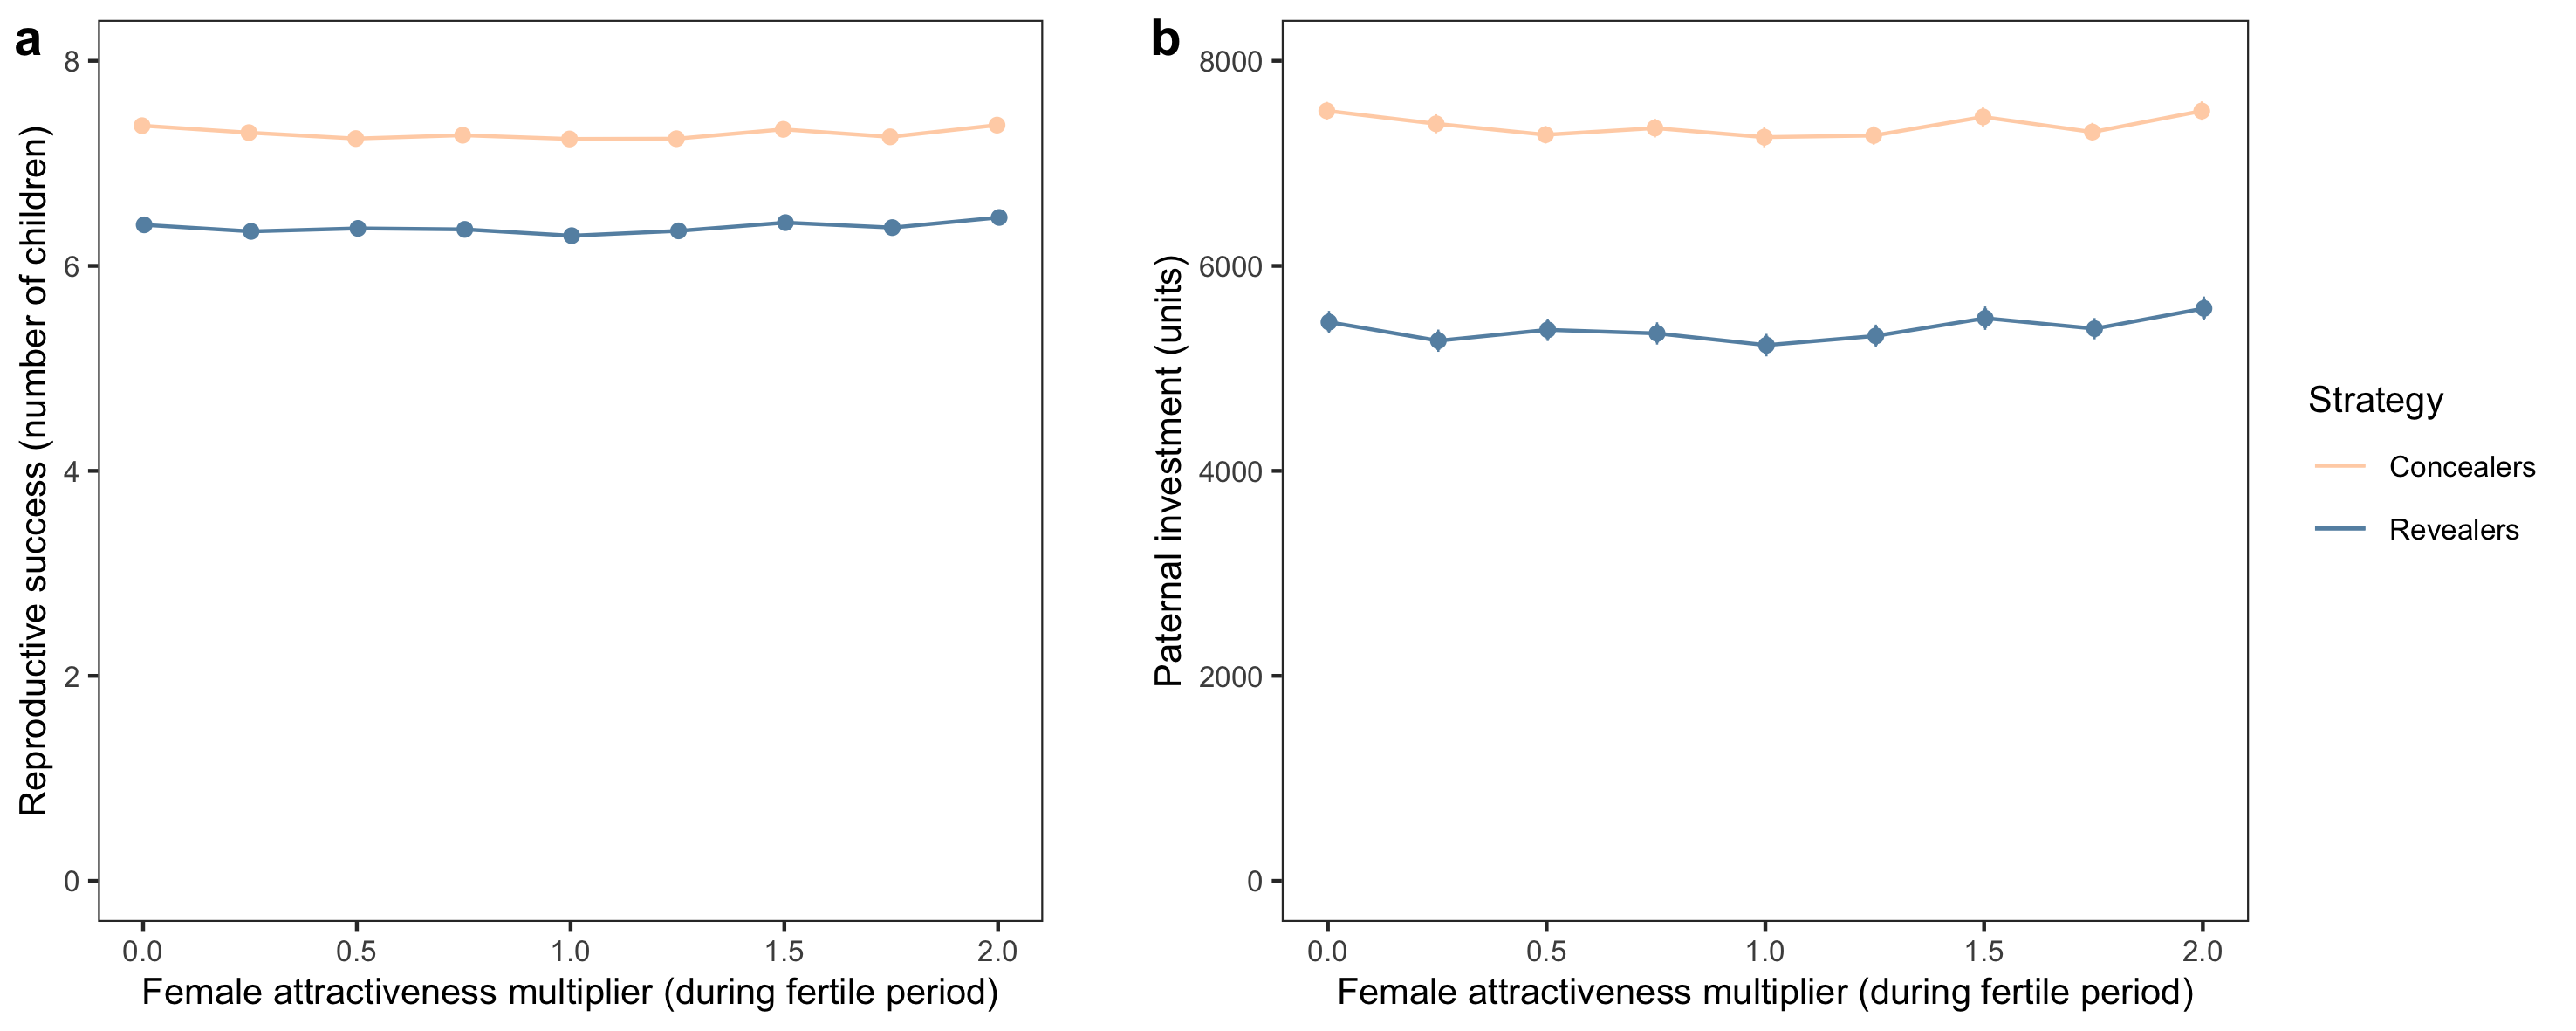 a
8
6
4
2
0
Reproductive success (number of children)
0.0 0.5 1.0 1.5 2.0
Female attractiveness multiplier (during fertile period)
b
8000
6000
4000
2000
0
Paternal investment (units)
0.0 0.5 1.0 1.5 2.0
Female attractiveness multiplier (during fertile period)
Strategy
Concealers
Revealers